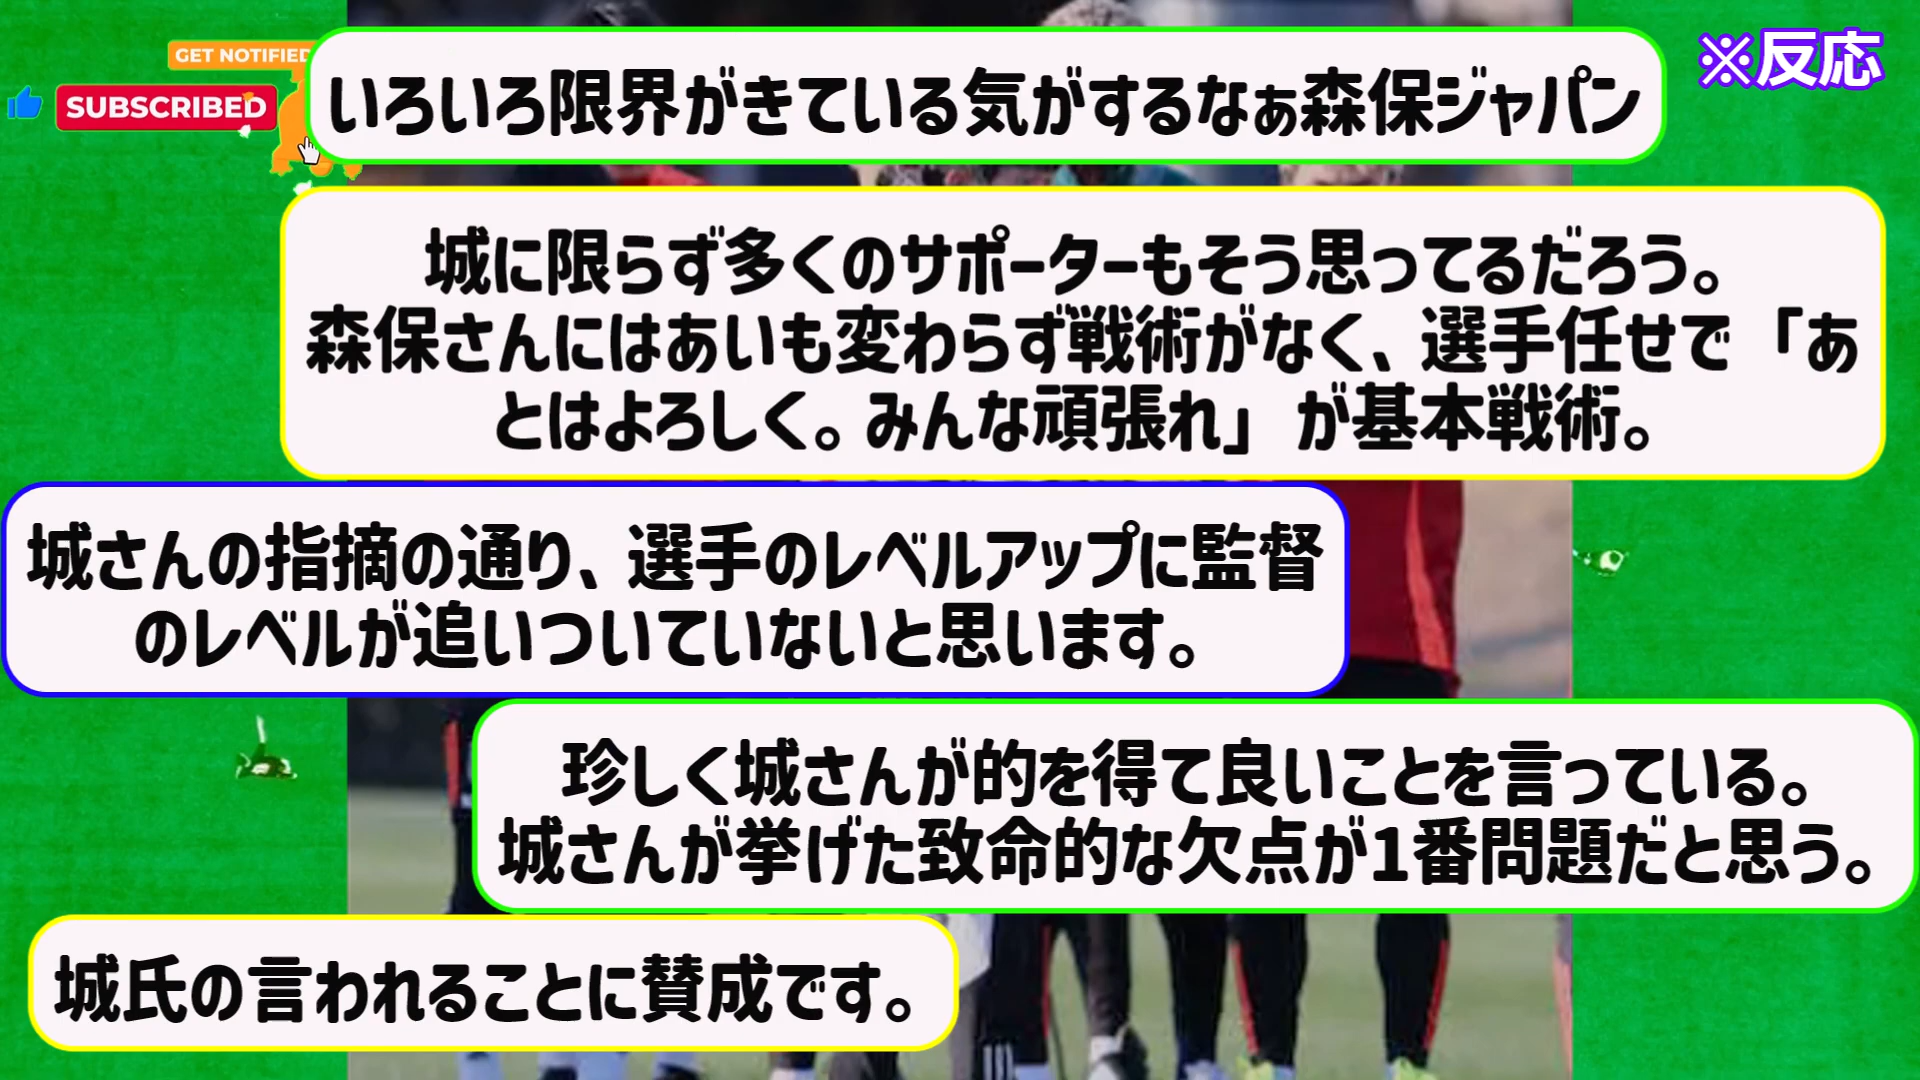 GET NOTIFIED
SUBSCRIBED
※反応
いろいろ限界がきている気がするなぁ森保ジャパン
城に限らず多くのサポーターもそう思ってるだろう。
森保さんにはあいも変わらず戦術がなく、選手任せで「あ
とはよろしく。みんな頑張れ」が基本戦術。
城さんの指摘の通り、選手のレベルアップに監督
のレベルが追いついていないと思います。
珍しく城さんが的を得て良いことを言っている。
城さんが挙げた致命的な欠点が1番問題だと思う。
城氏の言われることに賛成です。